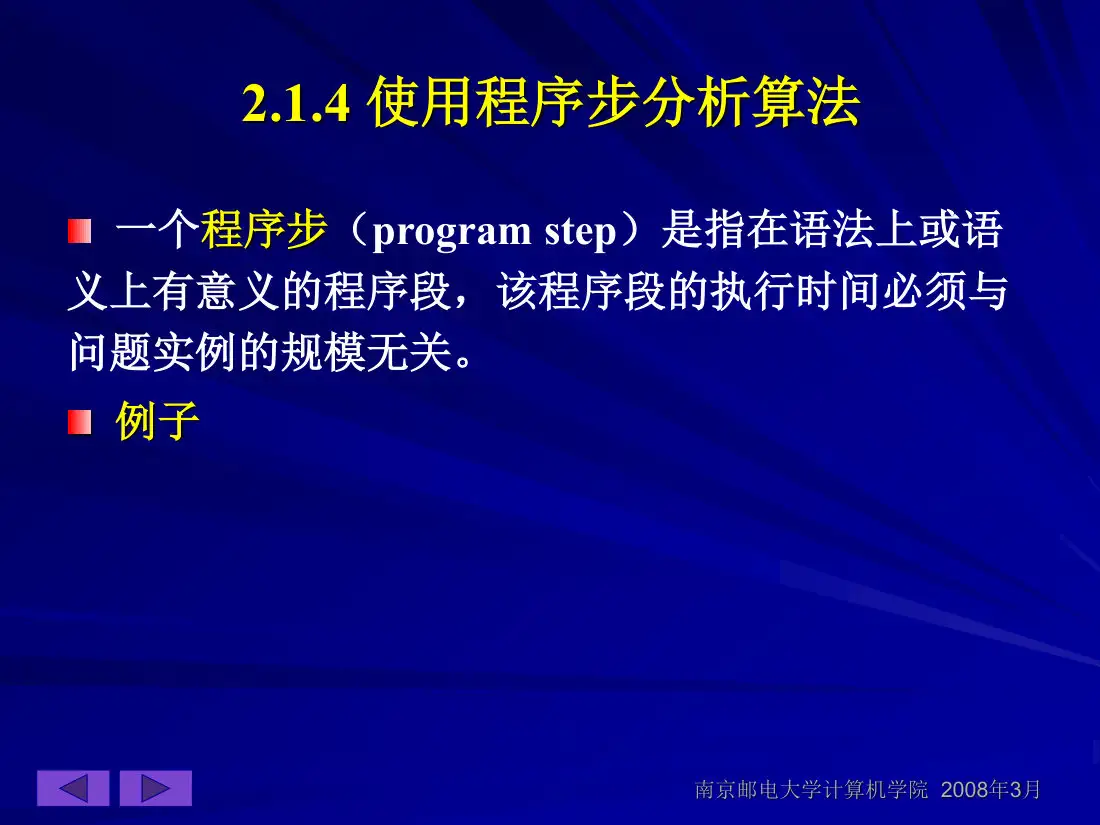 2.1.4 使用程序步分析算法
一个程序步（program step）是指在语法上或语
义上有意义的程序段，该程序段的执行时间必须与
问题实例的规模无关。
例子
南京邮电大学计算机学院 2008年3月